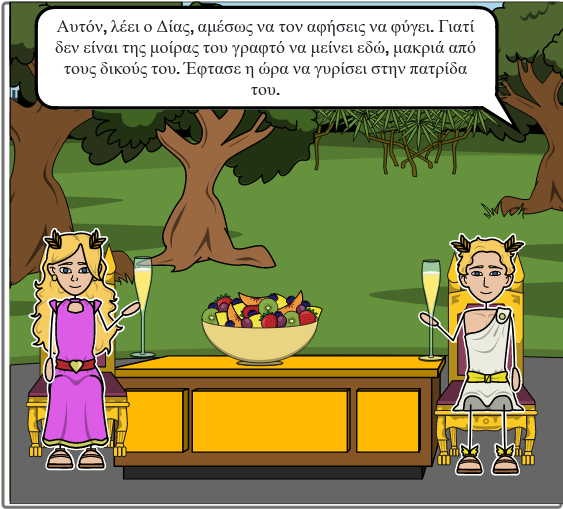 Αυτόν, λέει ο Δίας, αμέσως να τον αφήσεις να φύγει. Γιατί
δεν είναι της μοίρας του γραφτό να μείνει εδώ, μακριά από
τους δικούς του. Έφτασε η ώρα να γυρίσει στην πατρίδα
του.